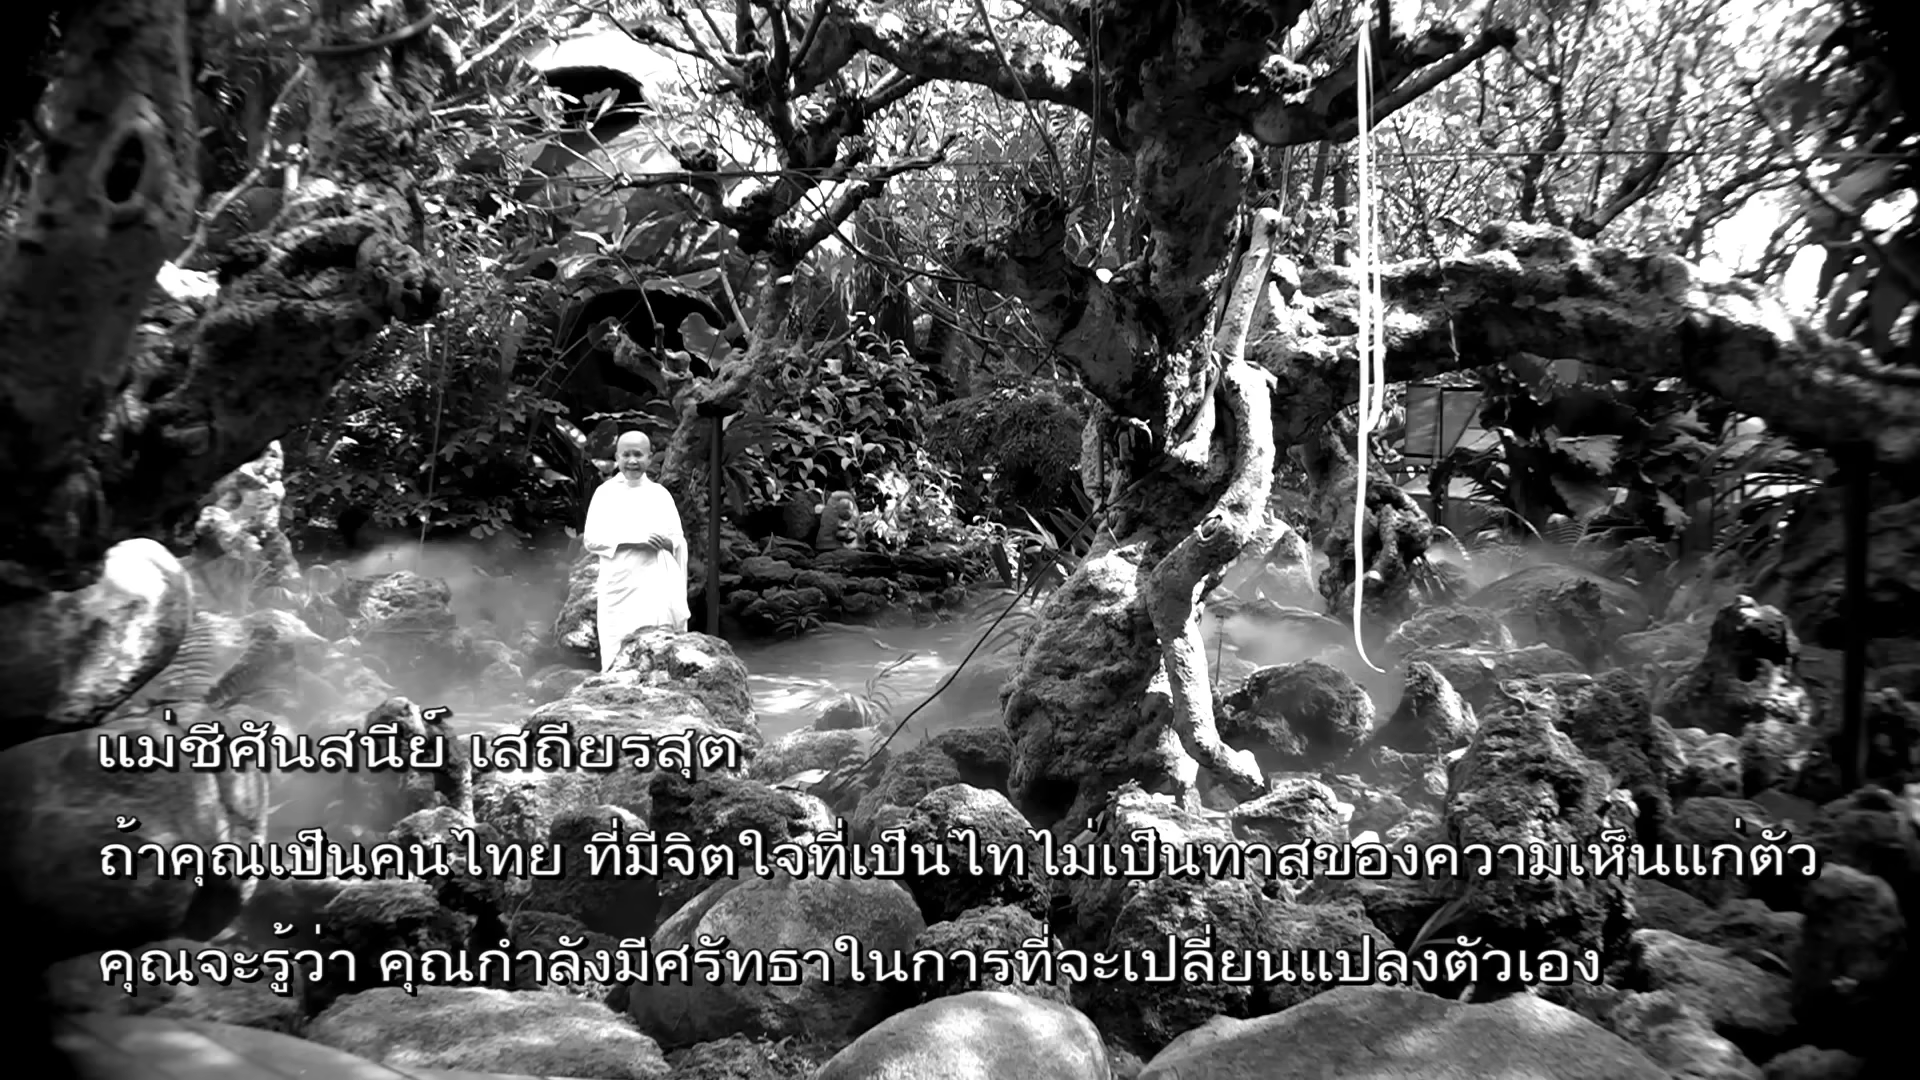 แม่ชีศันสนีย์ เสถียรสุต
ถ้าคุณเป็นคนไทย ที่มีจิตใจที่เป็นไทไม่เป็นทาสของความเห็นแก่ตัว
คุณจะรู้ว่า คุณกำลังมีศรัทธาในการที่จะเปลี่ยนแปลงตัวเอง